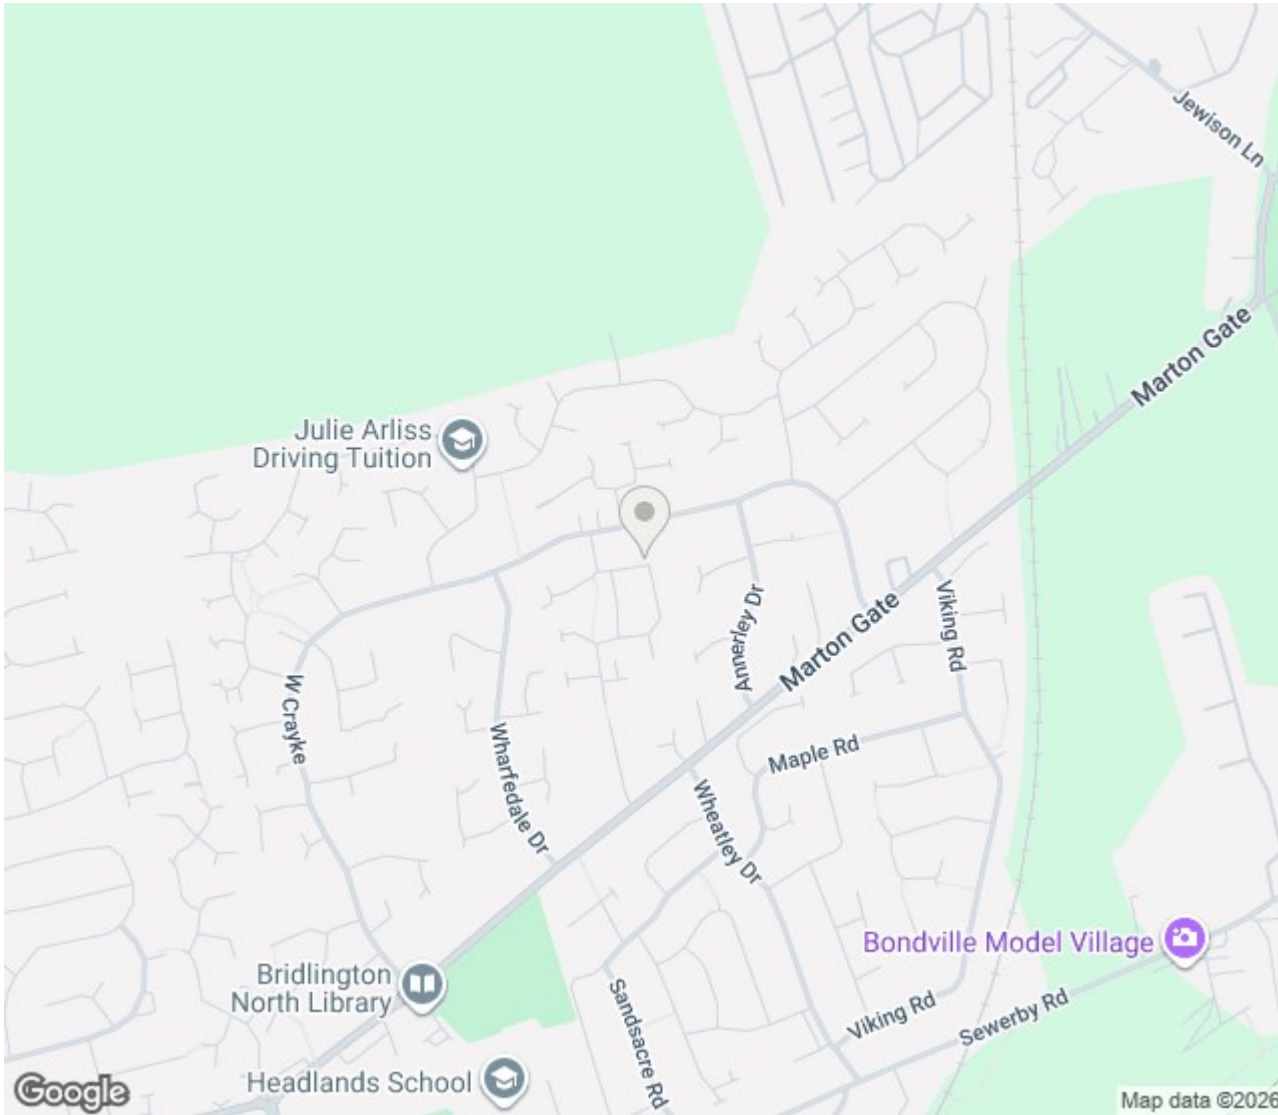 Jewison Ln
Marton Gate
Julie Arliss
Driving Tuition
Annerley Dr
Viking Rd
Marton Gate
W Crayke
Wharfedale Dr
Maple Rd
Wheatley Dr
Bondville Model Village
Bridlington
North Library
Sandsacre Rd
Viking Rd
Sewerby Rd
Headlands School
Google
Map data ©2026